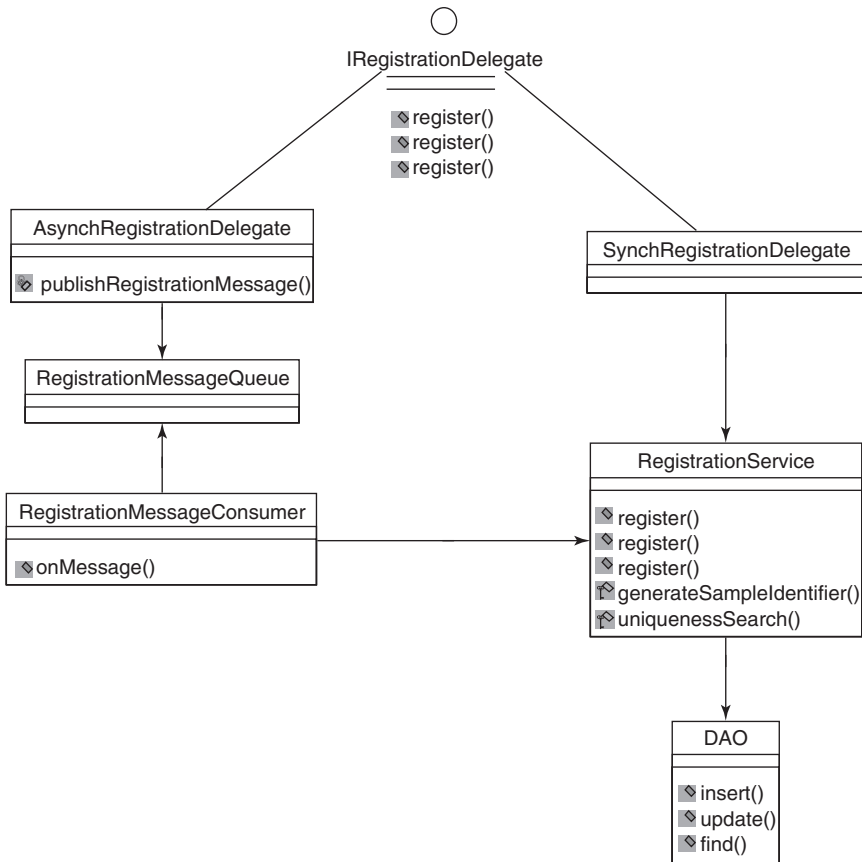 IRegistrationDelegate
register()
register()
register()
AsynchRegistrationDelegate
publishRegistrationMessage()
SynchRegistrationDelegate
RegistrationMessageQueue
RegistrationMessageConsumer
onMessage()
RegistrationService
register()
register()
register()
generateSampleIdentifier()
uniquenessSearch()
DAO
insert()
update()
find()